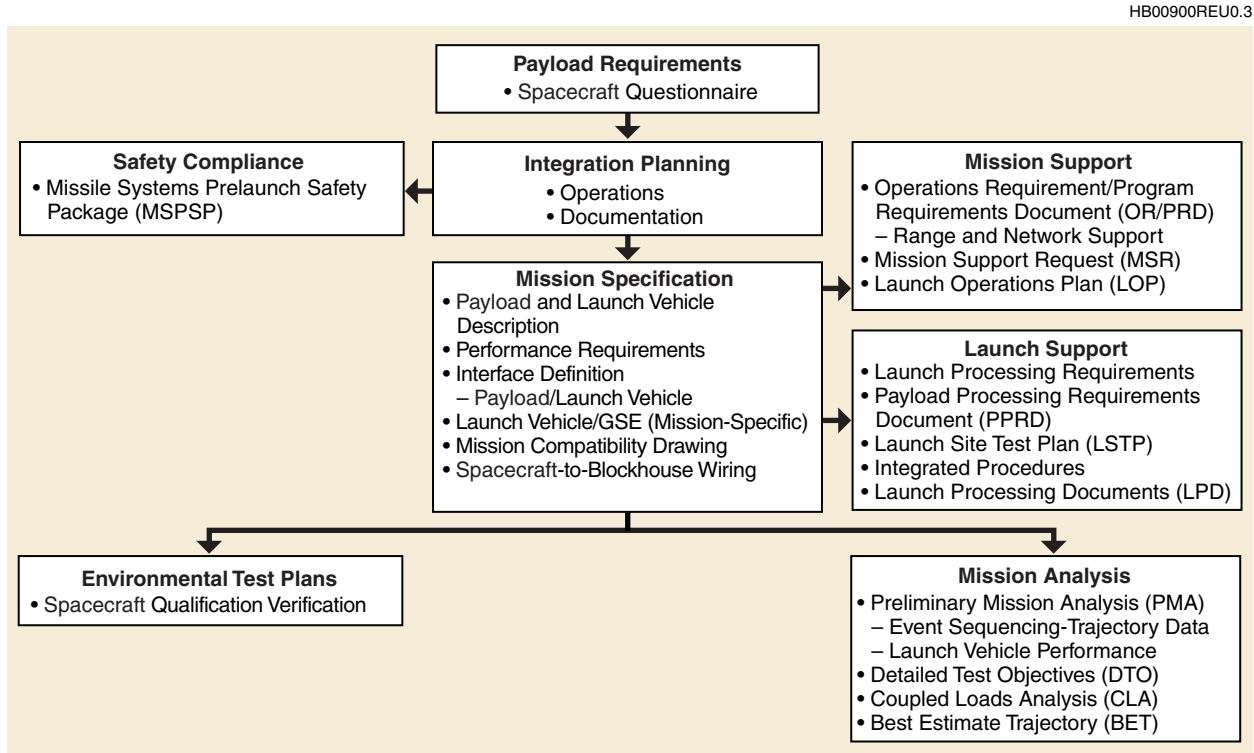 HB00900REU0.3
Payload Requirements
• Spacecraft Questionnaire
Safety Compliance
• Missile Systems Prelaunch Safety
Package (MSPSP)
Integration Planning
• Operations
• Documentation
Mission Support
• Operations Requirement/Program
Requirements Document (OR/PRD)
– Range and Network Support
• Mission Support Request (MSR)
• Launch Operations Plan (LOP)
Mission Specification
• Payload and Launch Vehicle
Description
• Performance Requirements
• Interface Definition
– Payload/Launch Vehicle
• Launch Vehicle/GSE (Mission-Specific)
• Mission Compatibility Drawing
• Spacecraft-to-Blockhouse Wiring
Launch Support
• Launch Processing Requirements
• Payload Processing Requirements
Document (PPRD)
• Launch Site Test Plan (LSTP)
• Integrated Procedures
• Launch Processing Documents (LPD)
Environmental Test Plans
• Spacecraft Qualification Verification
Mission Analysis
• Preliminary Mission Analysis (PMA)
– Event Sequencing-Trajectory Data
– Launch Vehicle Performance
• Detailed Test Objectives (DTO)
• Coupled Loads Analysis (CLA)
• Best Estimate Trajectory (BET)